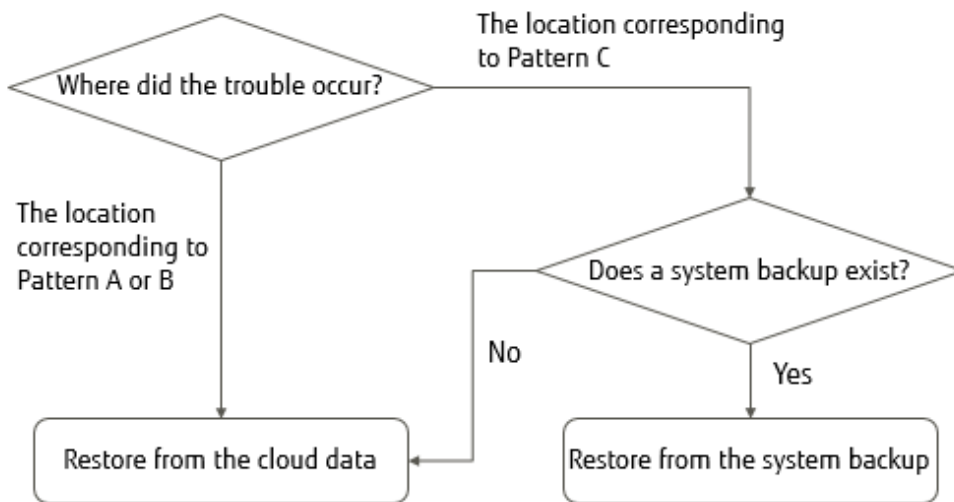 The location corresponding
to Pattern C
Where did the trouble occur?
The location
corresponding to
Pattern A or B
Does a system backup exist?
No
Yes
Restore from the cloud data
Restore from the system backup